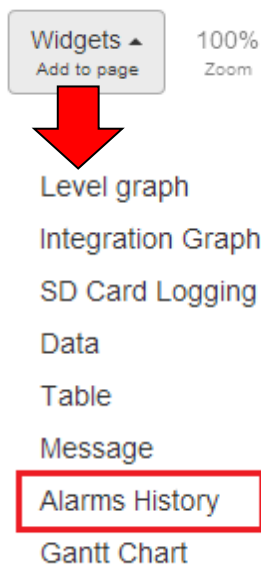 Widgets ▲ 100%
Add to page Zoom
Level graph
Integration Graph
SD Card Logging
Data
Table
Message
Alarms History
Gantt Chart